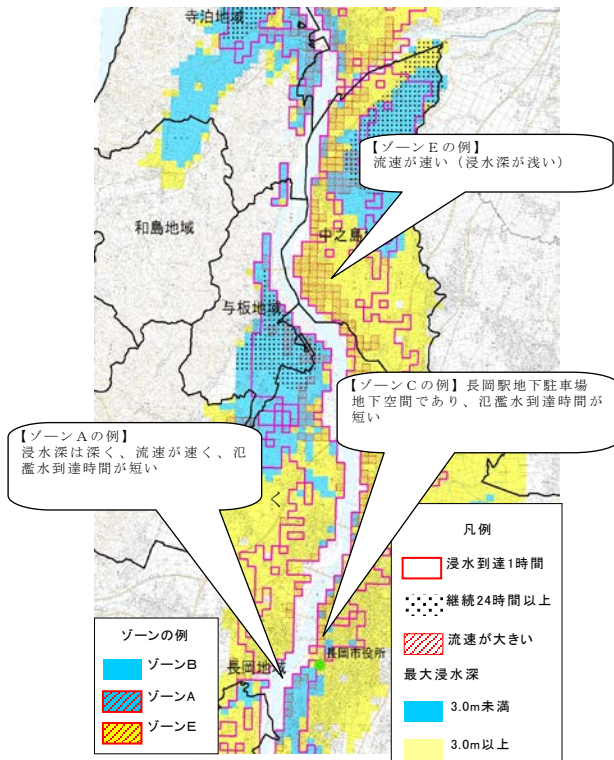 寺泊地域
【ゾーンEの例】
流速が速い（浸水深が浅い）
和島地域
中之島
与板地域
【ゾーンCの例】長岡駅地下駐車場
地下空間であり、氾濫水到達時間が
短い
【ゾーンAの例】
浸水深は深く、流速が速く、氾
濫水到達時間が短い
く
凡例
浸水到達1時間
継続24時間以上
流速が大きい
最大浸水深
3.0m未満
3.0m以上
ゾーンの例
ゾーンB
ゾーンA
ゾーンE
長岡地域
長岡市役所